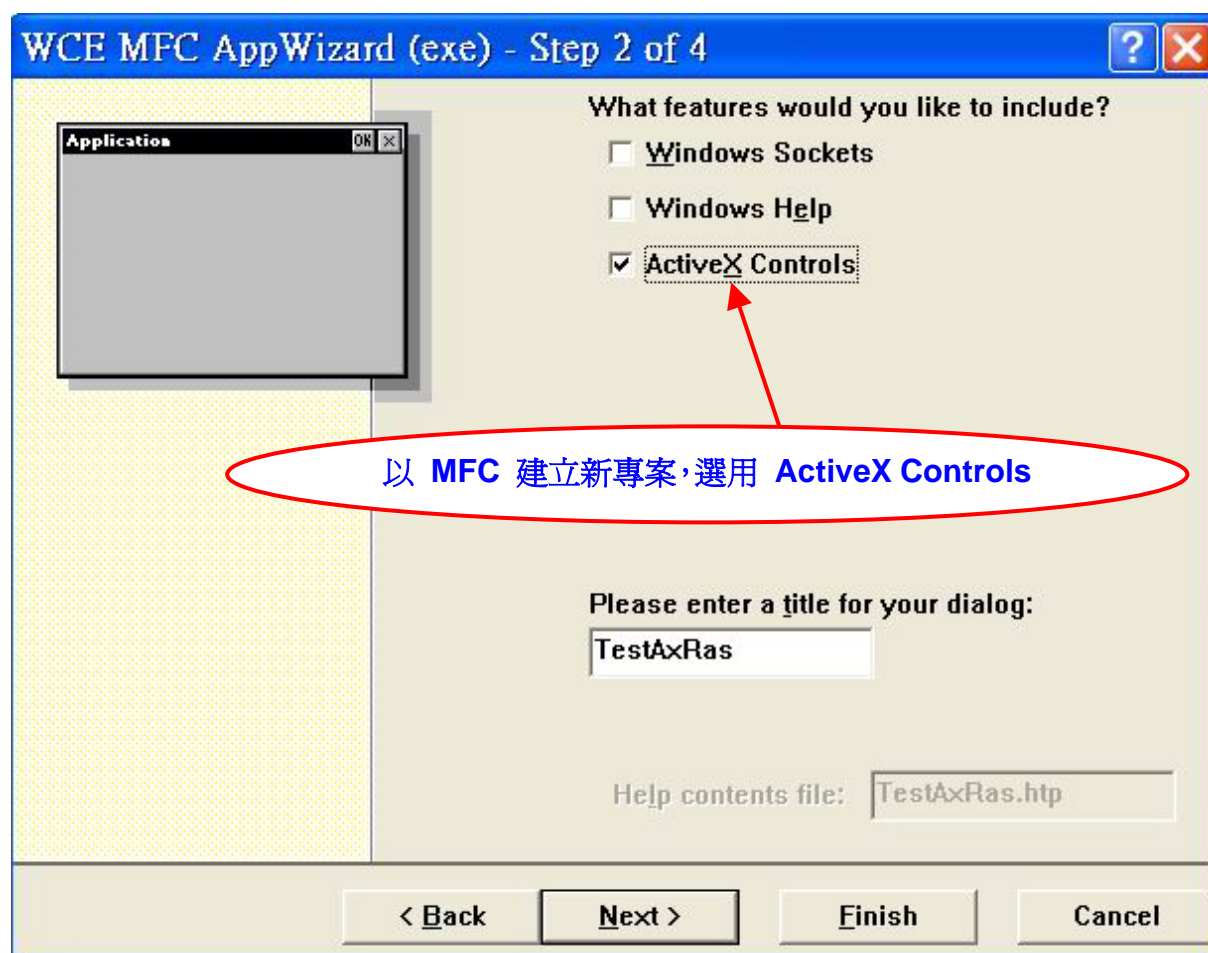 WCE MFC AppWizard (exe) - Step 2 of 4
What features would you like to include?
Application OK
Windows Sockets
Windows Help
ActiveX Controls
以 MFC 建立新專案,選用 ActiveX Controls
Please enter a title for your dialog:
TestAxRas
Help contents file: TestAxRas.htp
< Back Next > Finish Cancel